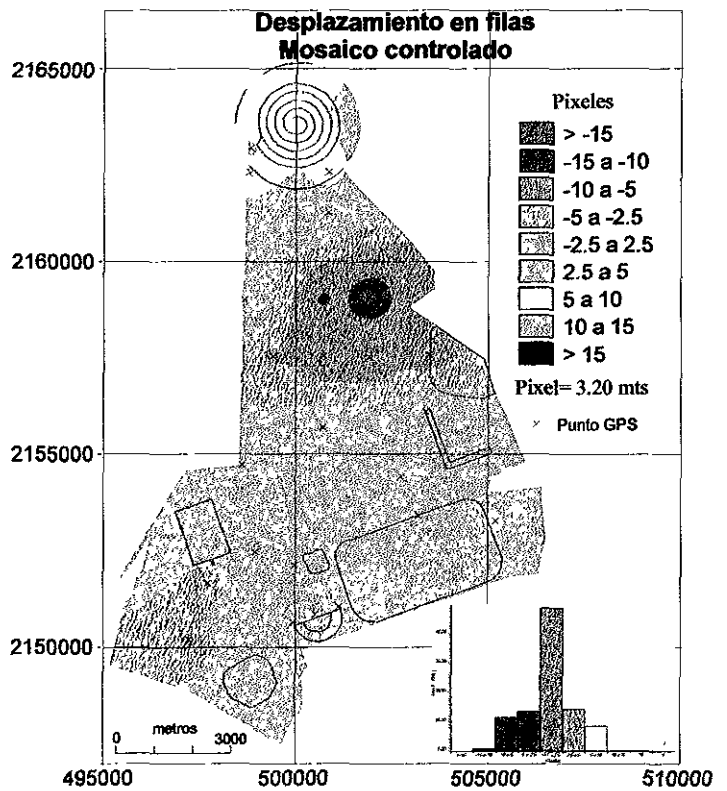 Desplazamiento en filas
Mosaico controlado
2165000
2160000
2155000
2150000
Pixeles
> -15
-15 a -10
-10 a -5
-5 a -2.5
-2.5 a 2.5
2.5 a 5
5 a 10
10 a 15
> 15
Pixel= 3.20 mts
× Punto GPS
metros
0 3000
495000 500000 505000 510000